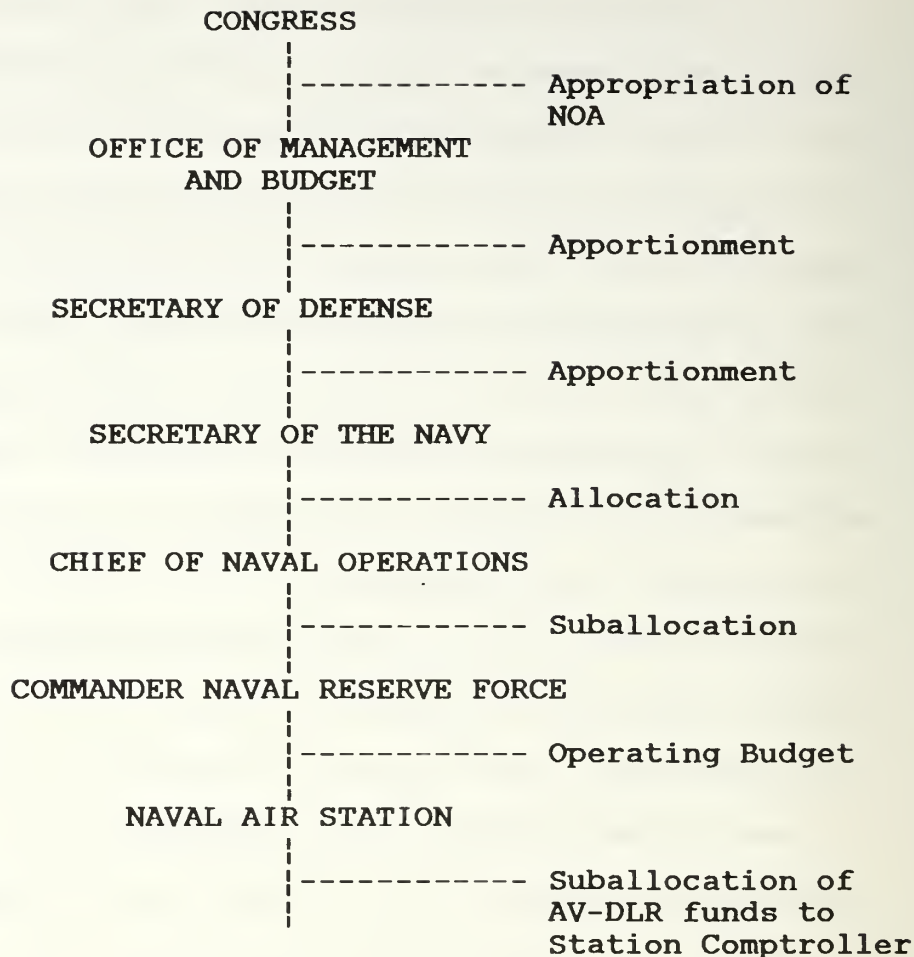 CONGRESS
------------ Appropriation of
NOA
OFFICE OF MANAGEMENT
AND BUDGET
------------ Apportionment
SECRETARY OF DEFENSE
------------ Apportionment
SECRETARY OF THE NAVY
------------ Allocation
CHIEF OF NAVAL OPERATIONS
------------ Suballocation
COMMANDER NAVAL RESERVE FORCE
------------ Operating Budget
NAVAL AIR STATION
------------ Suballocation of
AV-DLR funds to
Station Comptroller